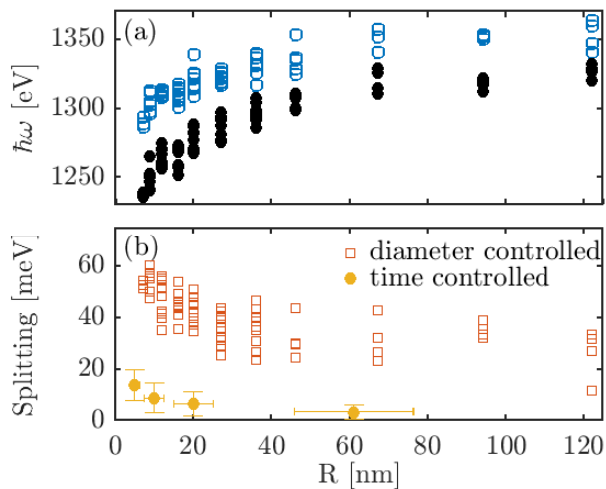 (a)
1350
1300
1250
ħω [eV]
(b)
diameter controlled
time controlled
60
40
20
0
Splitting [meV]
0 20 40 60 80 100 120
R [nm]